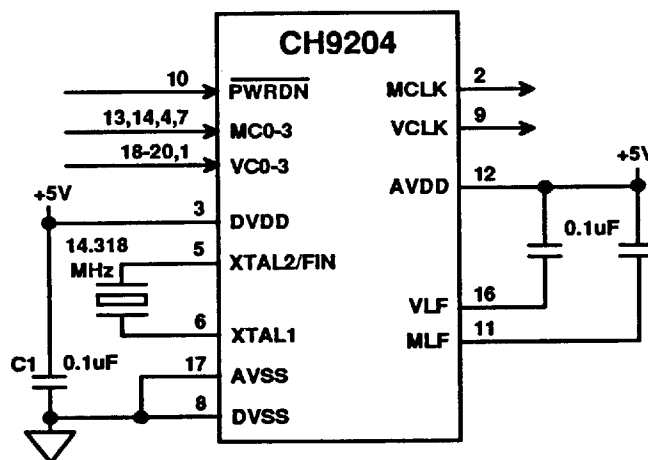 CH9204
10 PWRDN MCLK 2
13,14,4,7 MC0-3 VCLK 9
18-20,1 VC0-3
+5V
AVDD 12
+5V
3 DVDD
0.1uF
14.318
MHz
5 XTAL2/FIN
VLF 16
6 XTAL1
MLF 11
C1 0.1uF
17 AVSS
8 DVSS